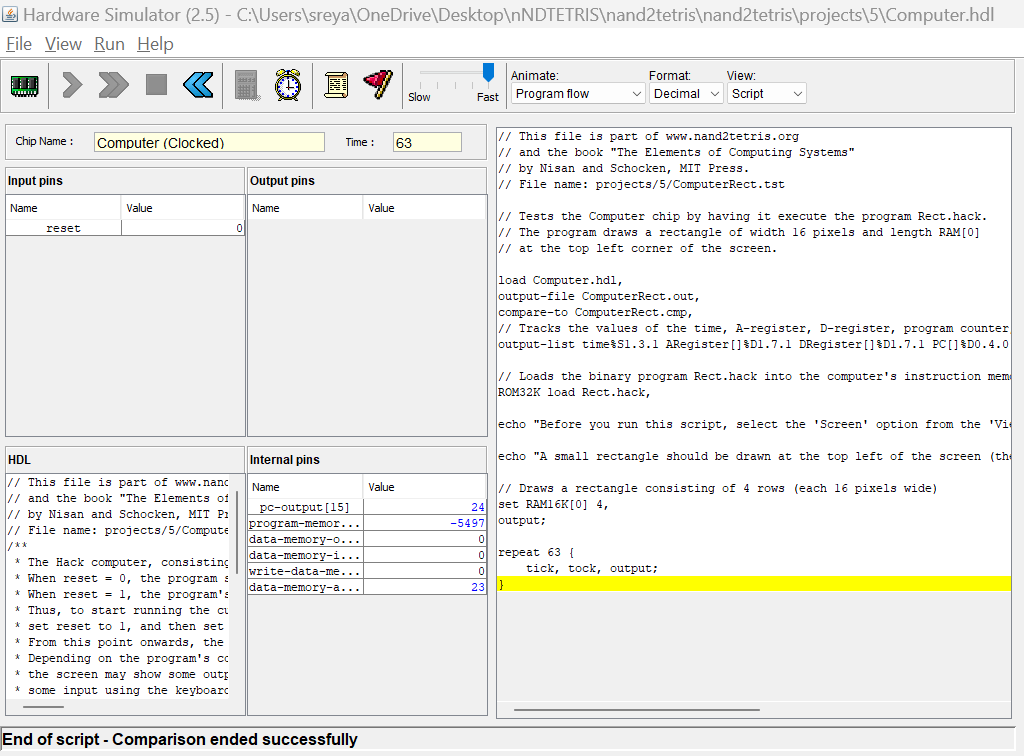 Hardware Simulator (2.5) - C:\Users\sreya\OneDrive\Desktop\nNDTETRIS\nand2tetris\nand2tetris\projects\5\Computer.hdl
File View Run Help
Slow Fast
Animate:
Program flow
Format:
Decimal
View:
Script
Chip Name :
Computer (Clocked)
Time :
63
Input pins
Name Value
reset 0
Output pins
Name Value
HDL
// This file is part of www.nand
// and the book "The Elements of
// by Nisan and Schocken, MIT Pr
// File name: projects/5/Compute
/**
* The Hack computer, consisting
* When reset = 0, the program s
* When reset = 1, the program's
* Thus, to start running the cu
* set reset to 1, and then set
* From this point onwards, the
* Depending on the program's co
* the screen may show some outp
* some input using the keyboard
Internal pins
Name Value
pc-output[15] 24
program-memor... -5497
data-memory-o... 0
data-memory-i... 0
write-data-me... 0
data-memory-a... 23
// This file is part of www.nand2tetris.org
// and the book "The Elements of Computing Systems"
// by Nisan and Schocken, MIT Press.
// File name: projects/5/ComputerRect.tst
// Tests the Computer chip by having it execute the program Rect.hack.
// The program draws a rectangle of width 16 pixels and length RAM[0]
// at the top left corner of the screen.
load Computer.hdl,
output-file ComputerRect.out,
compare-to ComputerRect.cmp,
// Tracks the values of the time, A-register, D-register, program counter,
output-list time%S1.3.1 ARegister[]%D1.7.1 DRegister[]%D1.7.1 PC[]%D0.4.0
// Loads the binary program Rect.hack into the computer's instruction mem
ROM32K load Rect.hack,
echo "Before you run this script, select the 'Screen' option from the 'Vi
echo "A small rectangle should be drawn at the top left of the screen (th
// Draws a rectangle consisting of 4 rows (each 16 pixels wide)
set RAM16K[0] 4,
output;
repeat 63 {
tick, tock, output;
}
End of script - Comparison ended successfully